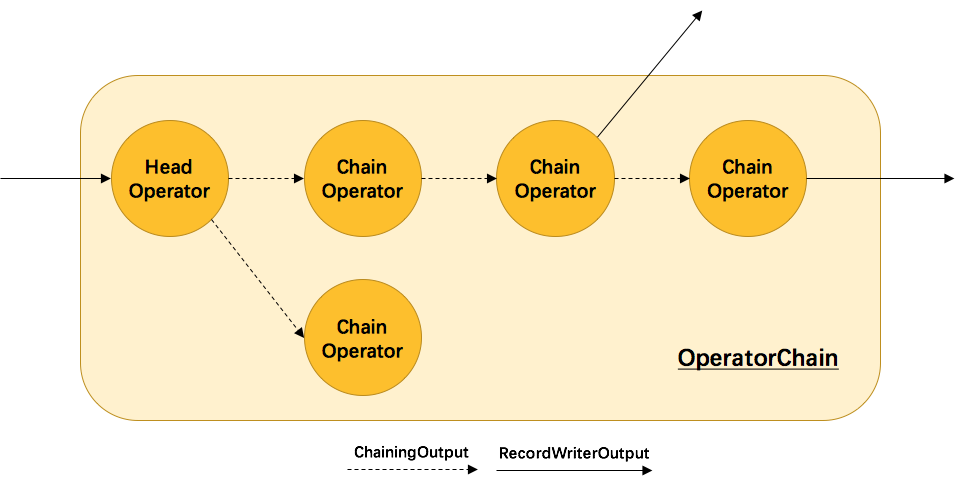 Head
Operator
Chain
Operator
Chain
Operator
Chain
Operator
Chain
Operator
OperatorChain
ChainingOutput
RecordWriterOutput